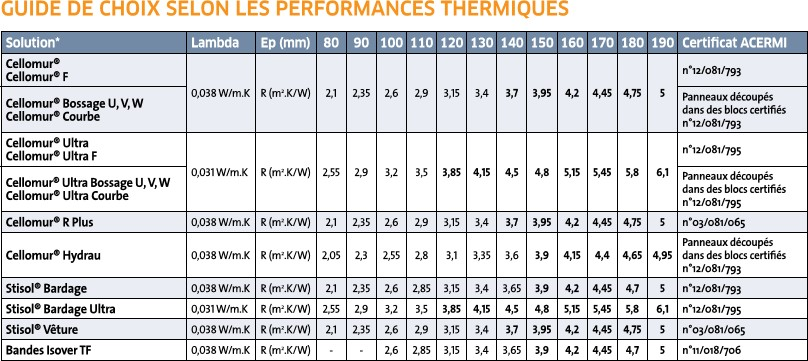 GUIDE DE CHOIX SELON LES PERFORMANCES THERMIQUES
Solution* Lambda Ep (mm) 80 90 100 110 120 130 140 150 160 170 180 190 Certificat ACERMI
Cellomur®
Cellomur® F
n°12/081/793
0,038 W/m.K R (m².K/W) 2,1 2,35 2,6 2,9 3,15 3,4 3,7 3,95 4,2 4,45 4,75 5
Cellomur® Bossage U, V, W
Cellomur® Courbe
Panneaux découpés
dans des blocs certifiés
n°12/081/793
Cellomur® Ultra
Cellomur® Ultra F
n°12/081/795
0,031 W/m.K R (m².K/W) 2,55 2,9 3,2 3,5 3,85 4,15 4,5 4,8 5,15 5,45 5,8 6,1
Cellomur® Ultra Bossage U, V, W
Cellomur® Ultra Courbe
Panneaux découpés
dans des blocs certifiés
n°12/081/795
Cellomur® R Plus 0,038 W/m.K R (m².K/W) 2,1 2,35 2,6 2,9 3,15 3,4 3,7 3,95 4,2 4,45 4,75 5 n°03/081/065
Cellomur® Hydrau 0,038 W/m.K R (m².K/W) 2,05 2,3 2,55 2,8 3,1 3,35 3,6 3,9 4,15 4,4 4,65 4,95
Panneaux découpés
dans des blocs certifiés
n°12/081/793
Stisol® Bardage 0,038 W/m.K R (m².K/W) 2,1 2,35 2,6 2,85 3,15 3,4 3,65 3,9 4,2 4,45 4,7 5 n°12/081/793
Stisol® Bardage Ultra 0,031 W/m.K R (m².K/W) 2,55 2,9 3,2 3,5 3,85 4,15 4,5 4,8 5,15 5,45 5,8 6,1 n°12/081/795
Stisol® Vêture 0,038 W/m.K R (m².K/W) 2,1 2,35 2,6 2,9 3,15 3,4 3,7 3,95 4,2 4,45 4,75 5 n°03/081/065
Bandes Isover TF 0,038 W/m.K R (m².K/W) - - 2,6 2,85 3,15 3,4 3,65 3,9 4,2 4,45 4,7 5 n°11/018/706